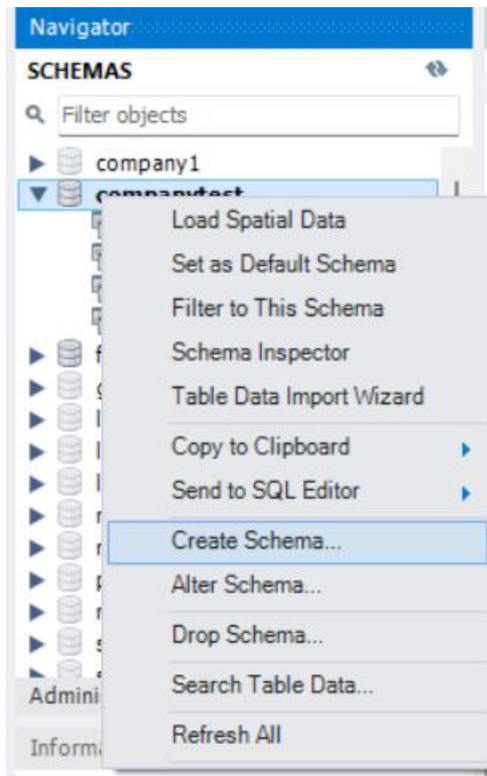 Navigator
SCHEMAS
Filter objects
company1
companytest
Load Spatial Data
Set as Default Schema
Filter to This Schema
Schema Inspector
Table Data Import Wizard
Copy to Clipboard
Send to SQL Editor
Create Schema...
Alter Schema...
Drop Schema...
Search Table Data...
Refresh All